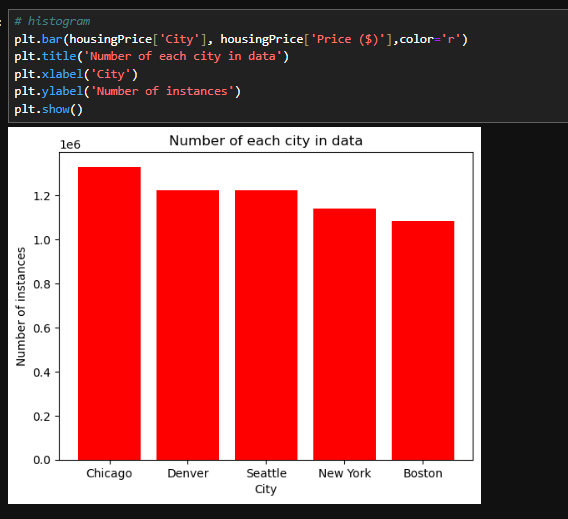 # histogram
plt.bar(housingPrice['City'], housingPrice['Price ($)'],color='r')
plt.title('Number of each city in data')
plt.xlabel('City')
plt.ylabel('Number of instances')
plt.show()
Number of each city in data
1e6
1.2
1.0
0.8
0.6
0.4
0.2
0.0
Number of instances
Chicago Denver Seattle New York Boston
City